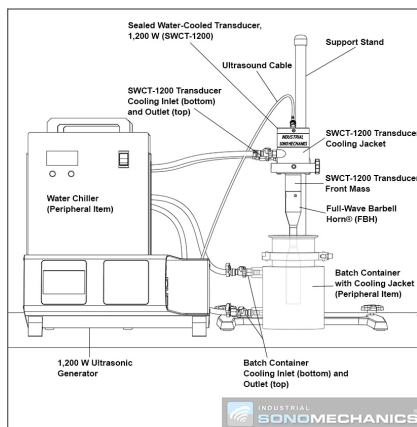 Sealed Water-Cooled Transducer,
1,200 W (SWCT-1200)
Support Stand
Ultrasound Cable
SWCT-1200 Transducer
Cooling Inlet (bottom)
and Outlet (top)
INDUSTRIAL
SONOMECHANICS
SWCT-1200 Transducer
Cooling Jacket
SWCT-1200 Transducer
Front Mass
Water Chiller
(Peripheral Item)
Full-Wave Barbell
Horn® (FBH)
Batch Container
with Cooling Jacket
(Peripheral Item)
1,200 W Ultrasonic
Generator
Batch Container
Cooling Inlet (bottom) and
Outlet (top)
INDUSTRIAL
SONOMECHANICS